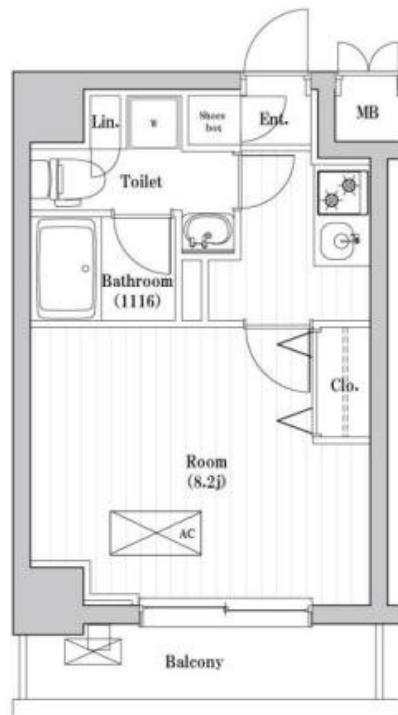 Lin.
W
Shoes
box
Ent.
MB
Toilet
Bathroom
(1116)
Clo.
Room
(8.2j)
AC
Balcony